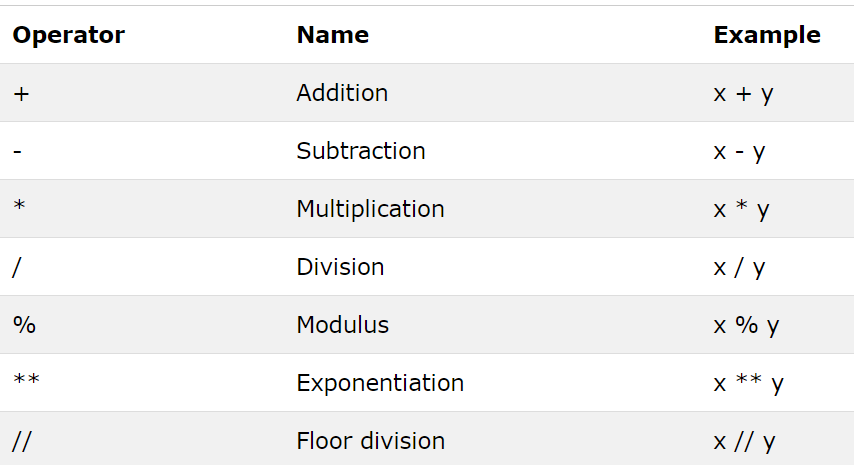 Operator Name Example
+ Addition x + y
- Subtraction x - y
* Multiplication x * y
/ Division x / y
% Modulus x % y
** Exponentiation x ** y
// Floor division x // y